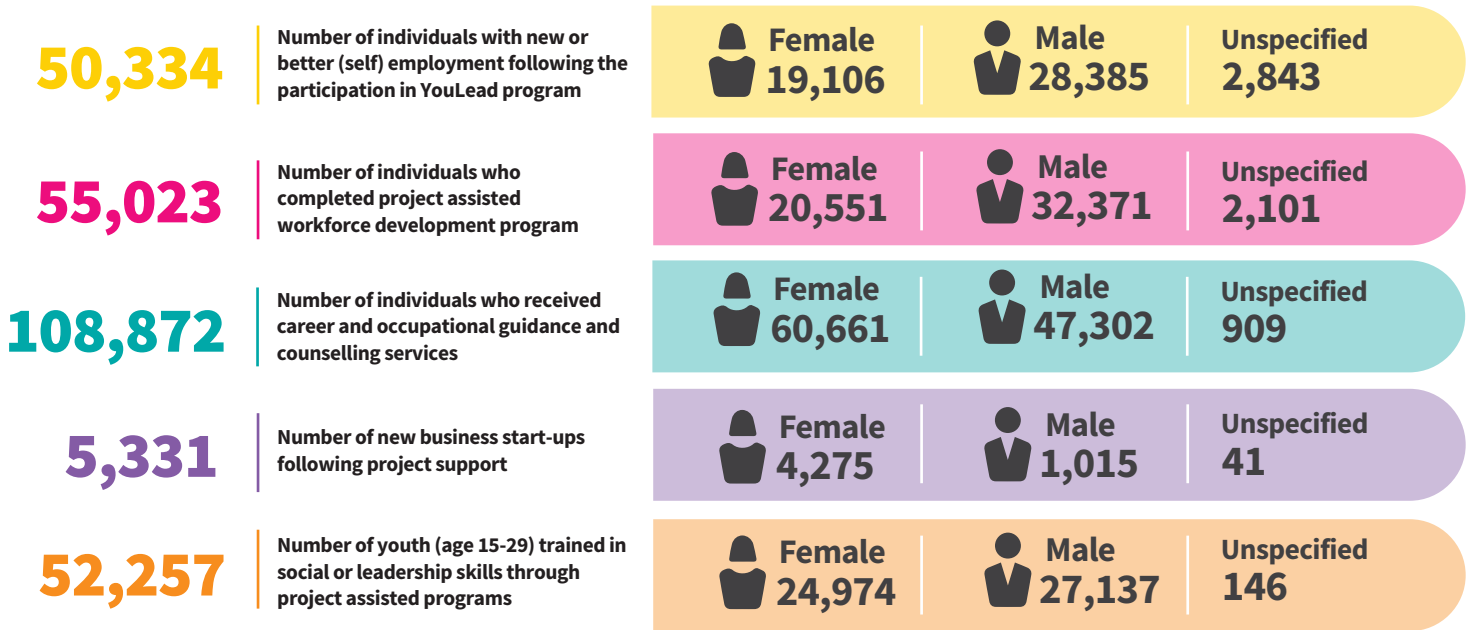 50,334
Number of individuals with new or
better (self) employment following the
participation in YouLead program
Female
19,106
Male
28,385
Unspecified
2,843
55,023
Number of individuals who
completed project assisted
workforce development program
Female
20,551
Male
32,371
Unspecified
2,101
108,872
Number of individuals who received
career and occupational guidance and
counselling services
Female
60,661
Male
47,302
Unspecified
909
5,331
Number of new business start-ups
following project support
Female
4,275
Male
1,015
Unspecified
41
52,257
Number of youth (age 15-29) trained in
social or leadership skills through
project assisted programs
Female
24,974
Male
27,137
Unspecified
146